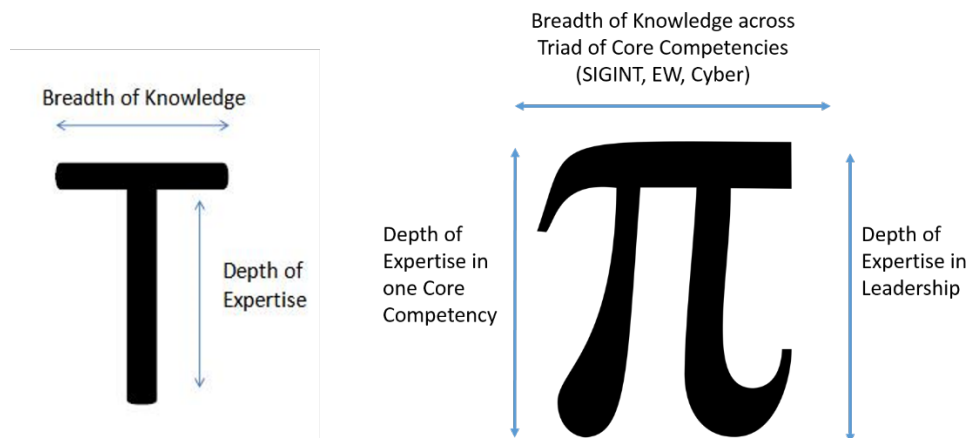 Breadth of Knowledge
T
Depth of
Expertise
Breadth of Knowledge across
Triad of Core Competencies
(SIGINT, EW, Cyber)
Depth of
Expertise in
one Core
Competency
π
Depth of
Expertise in
Leadership